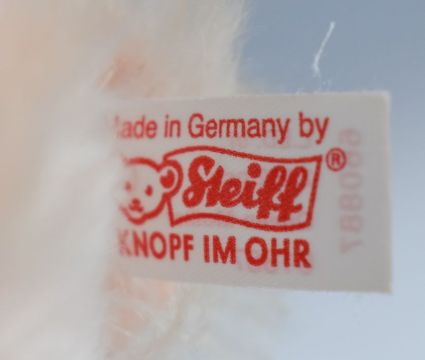 Made in Germany by
Steiff®
KNOPF IM OHR